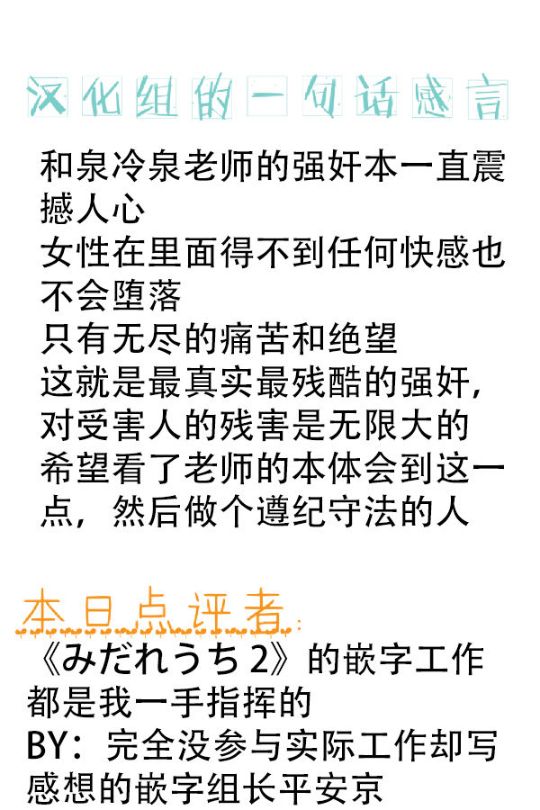 汉化组的一句话感言
和泉冷泉老师的强奸本一直震
撼人心
女性在里面得不到任何快感也
不会堕落
只有无尽的痛苦和绝望
这就是最真实最残酷的强奸，
对受害人的残害是无限大的
希望看了老师的本体会到这一
点，然后做个遵纪守法的人
本日点评者：
《みだれうち2》的嵌字工作
都是我一手指挥的
BY：完全没参与实际工作却写
感想的嵌字组长平安京